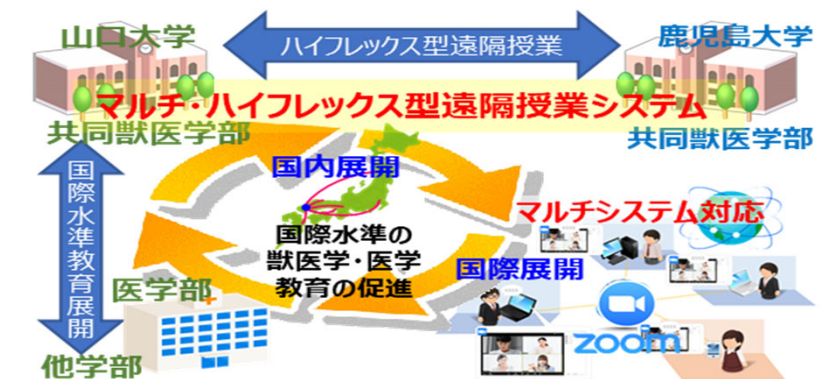 山口大学
ハイフレックス型遠隔授業
鹿児島大学
マルチ・ハイフレックス型遠隔授業システム
共同獣医学部
共同獣医学部
国際水準教育展開
国内展開
マルチシステム対応
国際水準の
獣医学・医学
教育の促進
国際展開
医学部
zoom
他学部